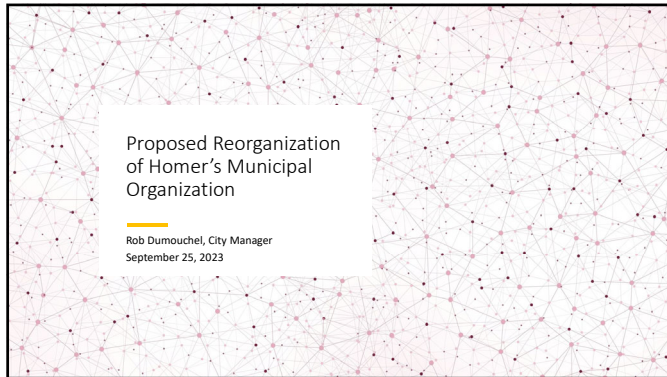 Proposed Reorganization
of Homer's Municipal
Organization
Rob Dumouchel, City Manager
September 25, 2023